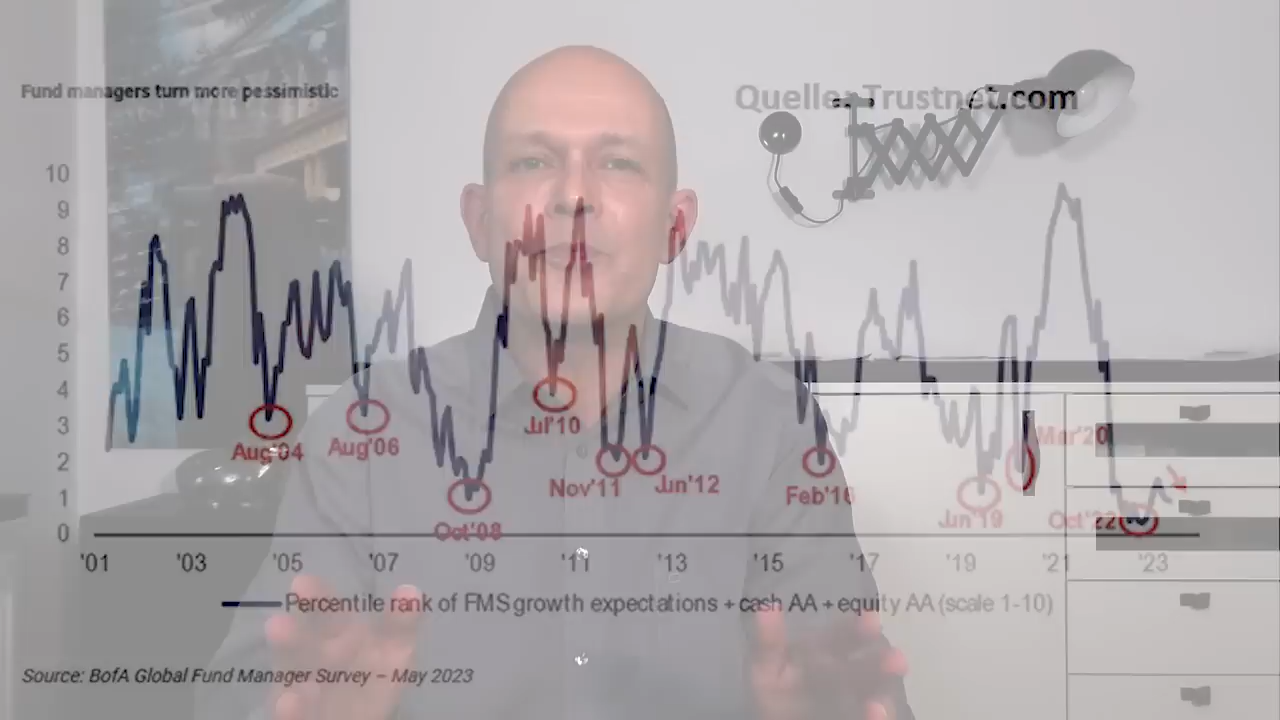 Fund managers turn more pessimistic
Quelle: Trustnet.com
10
9
8
7
6
5
4
3
2
1
0
Aug'04
Aug'06
Oct'08
Jul'10
Nov'11
Jun'12
Feb'16
Jun'19
Mar'20
Oct'22
'01 '03 '05 '07 '09 '11 '13 '15 '17 '19 '21 '23
Percentile rank of FMS growth expectations + cash AA + equity AA (scale 1-10)
Source: BofA Global Fund Manager Survey – May 2023